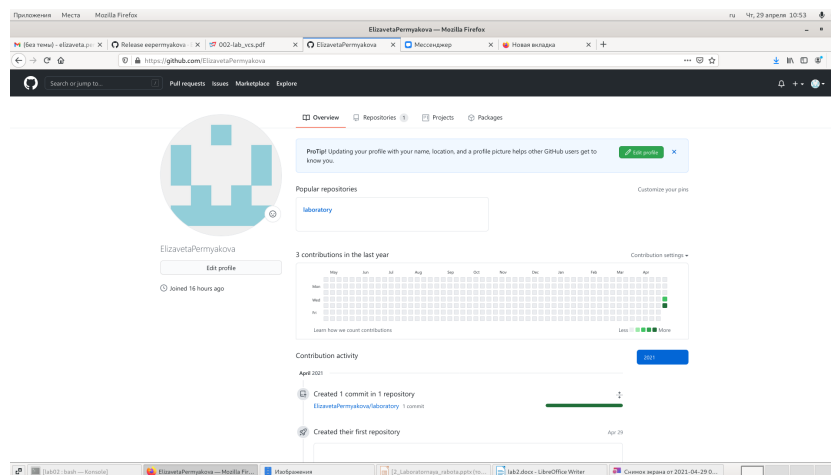 Приложения Места Mozilla Firefox ru Чт, 29 апреля 10:53
ElizavetaPermyakova — Mozilla Firefox
(без темы) - elizaveta.per
Release eepermyakova
002-lab_vcs.pdf
ElizavetaPermyakova
Мессенджер
Новая вкладка
https://github.com/ElizavetaPermyakova
Search or jump to... / Pull requests Issues Marketplace Explore
Overview Repositories 1 Projects Packages
ProTip! Updating your profile with your name, location, and a profile picture helps other GitHub users get to
know you.
Edit profile
Popular repositories Customize your pins
laboratory
ElizavetaPermyakova
Edit profile
Joined 16 hours ago
3 contributions in the last year Contribution settings
May Jun Jul Aug Sep Oct Nov Dec Jan Feb Mar Apr
Mon
Wed
Fri
Learn how we count contributions Less More
Contribution activity 2021
April 2021
Created 1 commit in 1 repository
ElizavetaPermyakova/laboratory 1 commit
Created their first repository Apr 29
[lab02 : bash — Konsole] ElizavetaPermyakova — Mozilla Fir... Изображения [2_Laboratornaya_rabota.pptx (то... lab2.docx - LibreOffice Writer Снимок экрана от 2021-04-29 0...